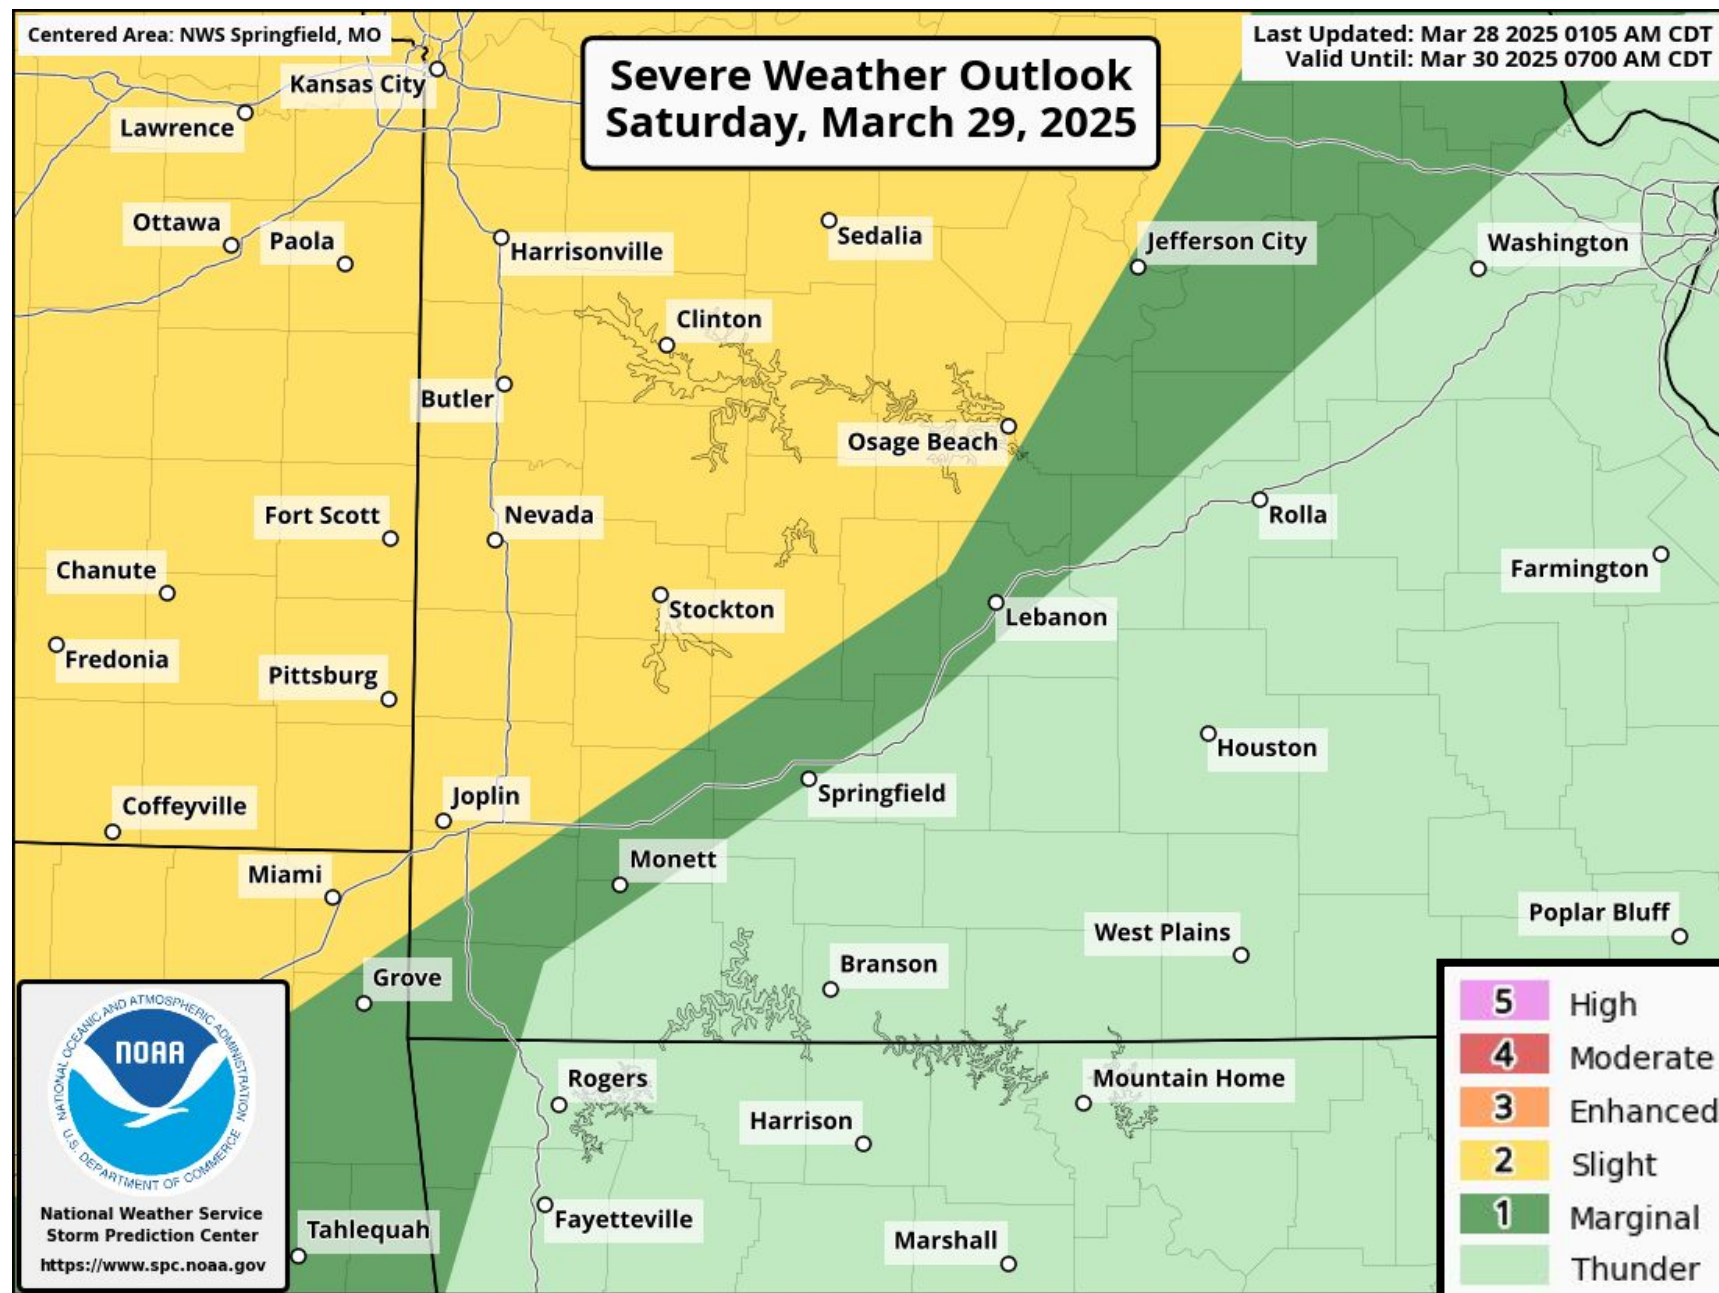 Centered Area: NWS Springfield, MO
Last Updated: Mar 28 2025 0105 AM CDT
Valid Until: Mar 30 2025 0700 AM CDT
Severe Weather Outlook
Saturday, March 29, 2025
Kansas City
Lawrence
Ottawa
Paola
Harrisonville
Sedalia
Jefferson City
Washington
Clinton
Butler
Osage Beach
Fort Scott
Nevada
Rolla
Chanute
Farmington
Stockton
Lebanon
Fredonia
Pittsburg
Houston
Coffeyville
Joplin
Springfield
Miami
Monett
Poplar Bluff
West Plains
Branson
Grove
Rogers
Mountain Home
Harrison
Fayetteville
Tahlequah
Marshall
NATIONAL OCEANIC AND ATMOSPHERIC ADMINISTRATION
NOAA
U.S. DEPARTMENT OF COMMERCE
National Weather Service
Storm Prediction Center
https://www.spc.noaa.gov
5 High
4 Moderate
3 Enhanced
2 Slight
1 Marginal
Thunder